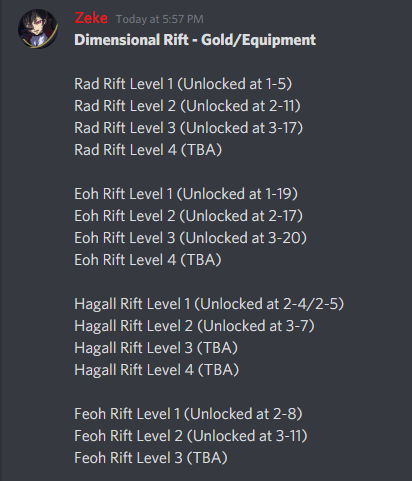 Zeke Today at 5:57 PM
Dimensional Rift - Gold/Equipment
Rad Rift Level 1 (Unlocked at 1-5)
Rad Rift Level 2 (Unlocked at 2-11)
Rad Rift Level 3 (Unlocked at 3-17)
Rad Rift Level 4 (TBA)
Eoh Rift Level 1 (Unlocked at 1-19)
Eoh Rift Level 2 (Unlocked at 2-17)
Eoh Rift Level 3 (Unlocked at 3-20)
Eoh Rift Level 4 (TBA)
Hagall Rift Level 1 (Unlocked at 2-4/2-5)
Hagall Rift Level 2 (Unlocked at 3-7)
Hagall Rift Level 3 (TBA)
Hagall Rift Level 4 (TBA)
Feoh Rift Level 1 (Unlocked at 2-8)
Feoh Rift Level 2 (Unlocked at 3-11)
Feoh Rift Level 3 (TBA)